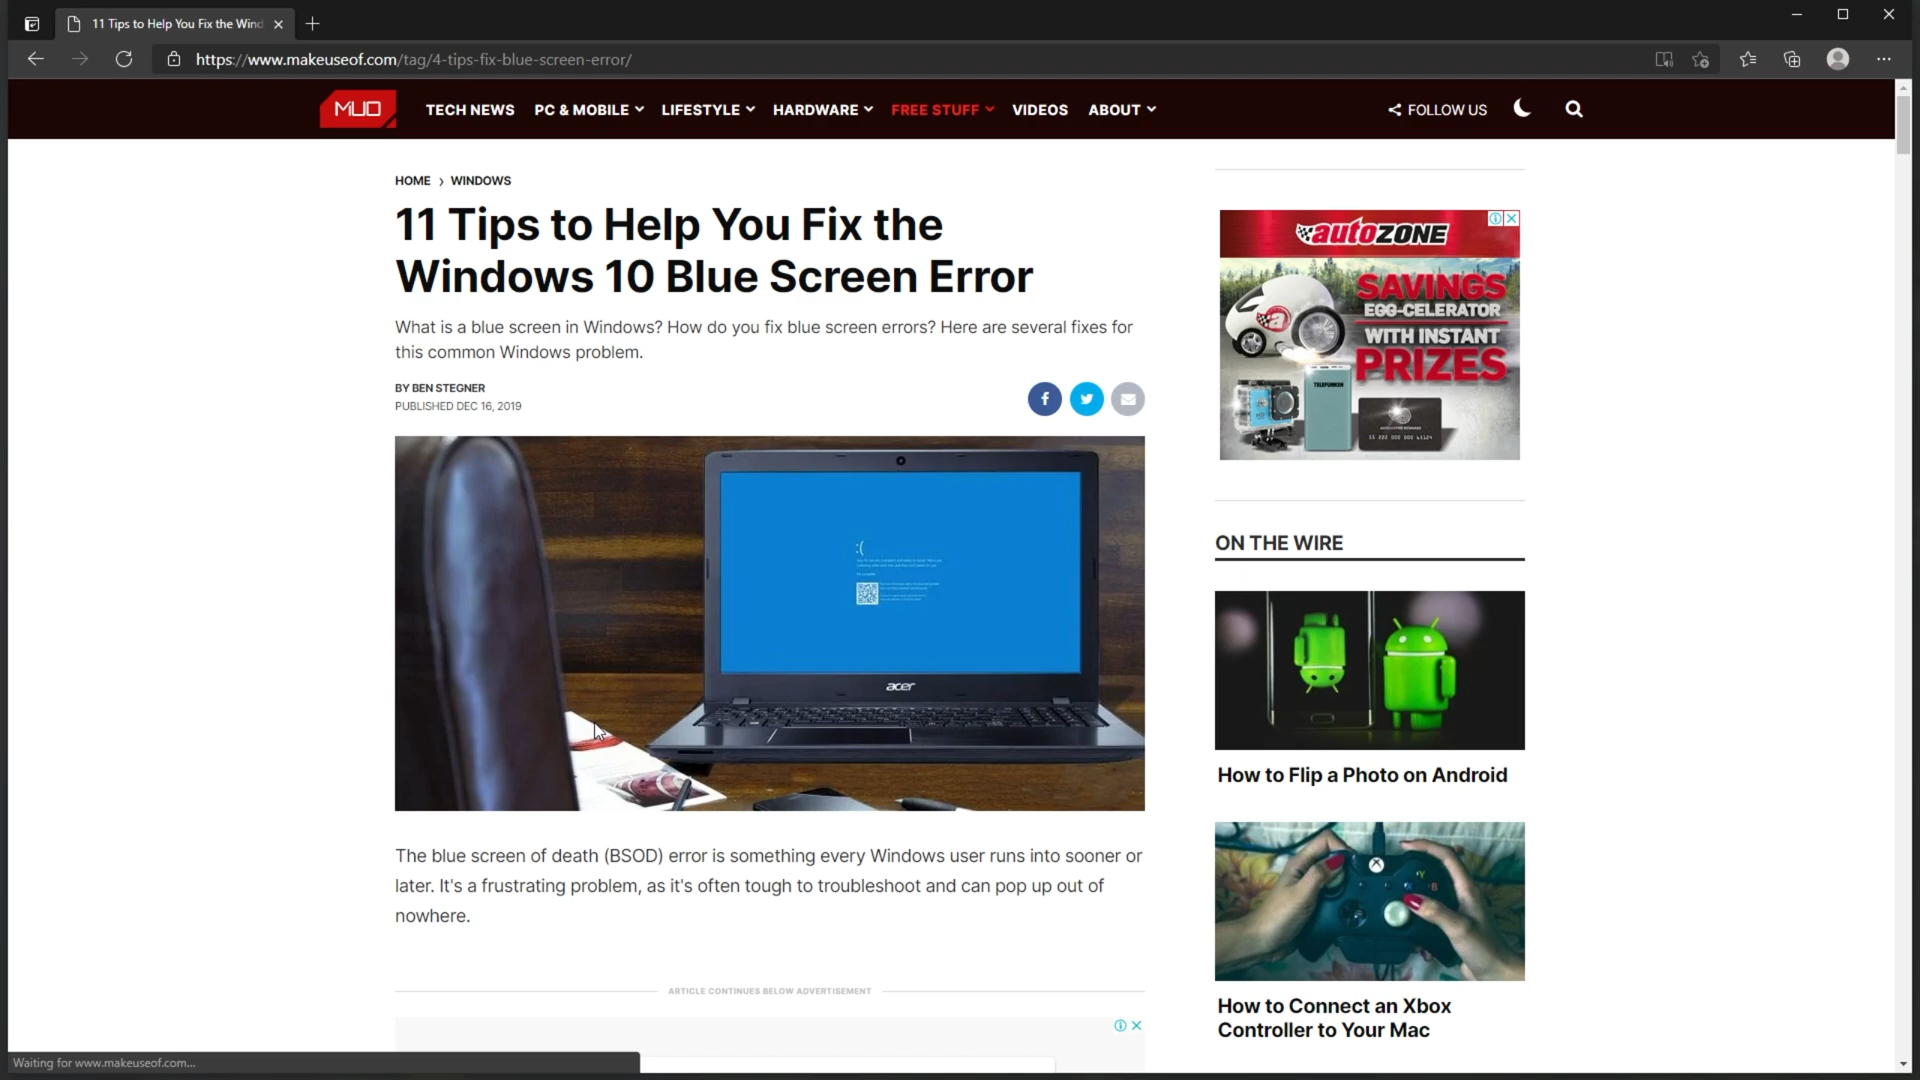 11 Tips to Help You Fix the Wind
https://www.makeuseof.com/tag/4-tips-fix-blue-screen-error/
MUO
TECH NEWS
PC & MOBILE
LIFESTYLE
HARDWARE
FREE STUFF
VIDEOS
ABOUT
FOLLOW US
HOME › WINDOWS
11 Tips to Help You Fix the
Windows 10 Blue Screen Error
What is a blue screen in Windows? How do you fix blue screen errors? Here are several fixes for
this common Windows problem.
BY BEN STEGNER
PUBLISHED DEC 16, 2019
:(
acer
The blue screen of death (BSOD) error is something every Windows user runs into sooner or
later. It's a frustrating problem, as it's often tough to troubleshoot and can pop up out of
nowhere.
ARTICLE CONTINUES BELOW ADVERTISEMENT
autoZONE
SAVINGS
EGG-CELERATOR
WITH INSTANT
PRIZES
TELEFUNKEN
ON THE WIRE
How to Flip a Photo on Android
How to Connect an Xbox
Controller to Your Mac
Waiting for www.makeuseof.com...